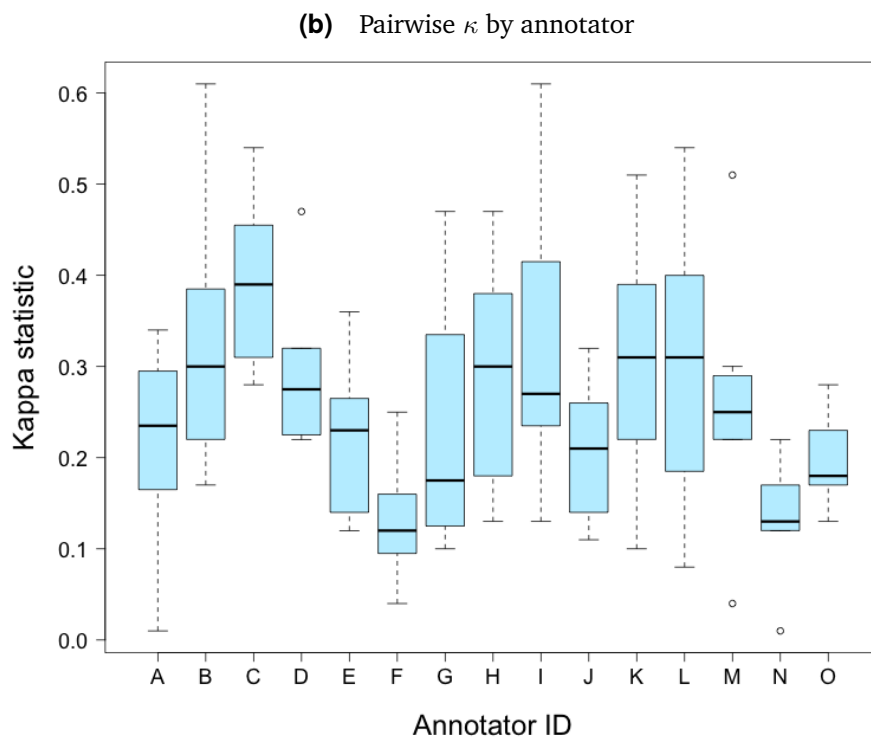 (b) Pairwise κ by annotator
0.6
0.5
0.4
0.3
0.2
0.1
0.0
Kappa statistic
A B C D E F G H I J K L M N O
Annotator ID